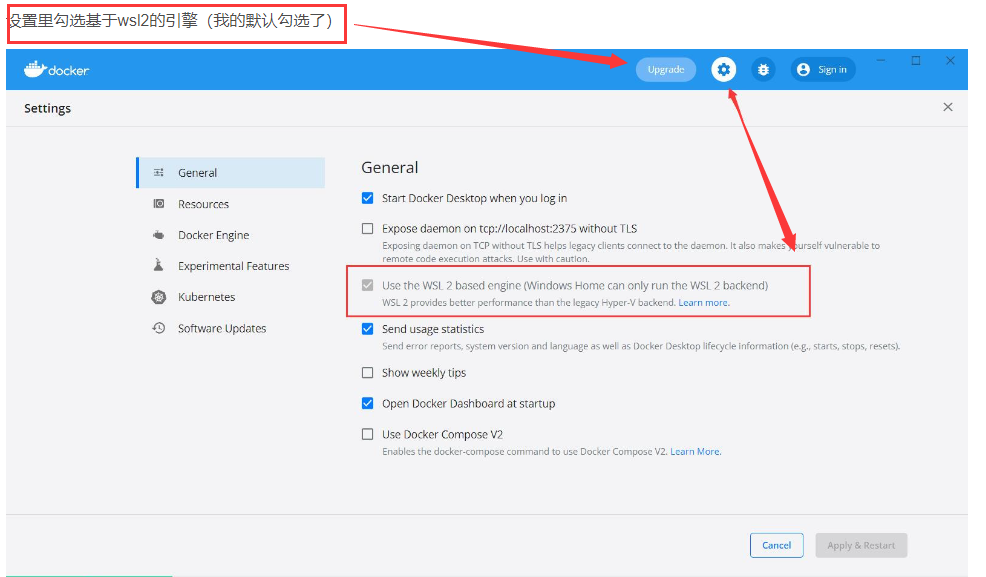 设置里勾选基于wsl2的引擎（我的默认勾选了）
docker
Upgrade
Sign in
Settings
General
Resources
Docker Engine
Experimental Features
Kubernetes
Software Updates
General
Start Docker Desktop when you log in
Expose daemon on tcp://localhost:2375 without TLS
Exposing daemon on TCP without TLS helps legacy clients connect to the daemon. It also makes yourself vulnerable to
remote code execution attacks. Use with caution.
Use the WSL 2 based engine (Windows Home can only run the WSL 2 backend)
WSL 2 provides better performance than the legacy Hyper-V backend. Learn more.
Send usage statistics
Send error reports, system version and language as well as Docker Desktop lifecycle information (e.g., starts, stops, resets).
Show weekly tips
Open Docker Dashboard at startup
Use Docker Compose V2
Enables the docker-compose command to use Docker Compose V2. Learn More.
Cancel
Apply & Restart